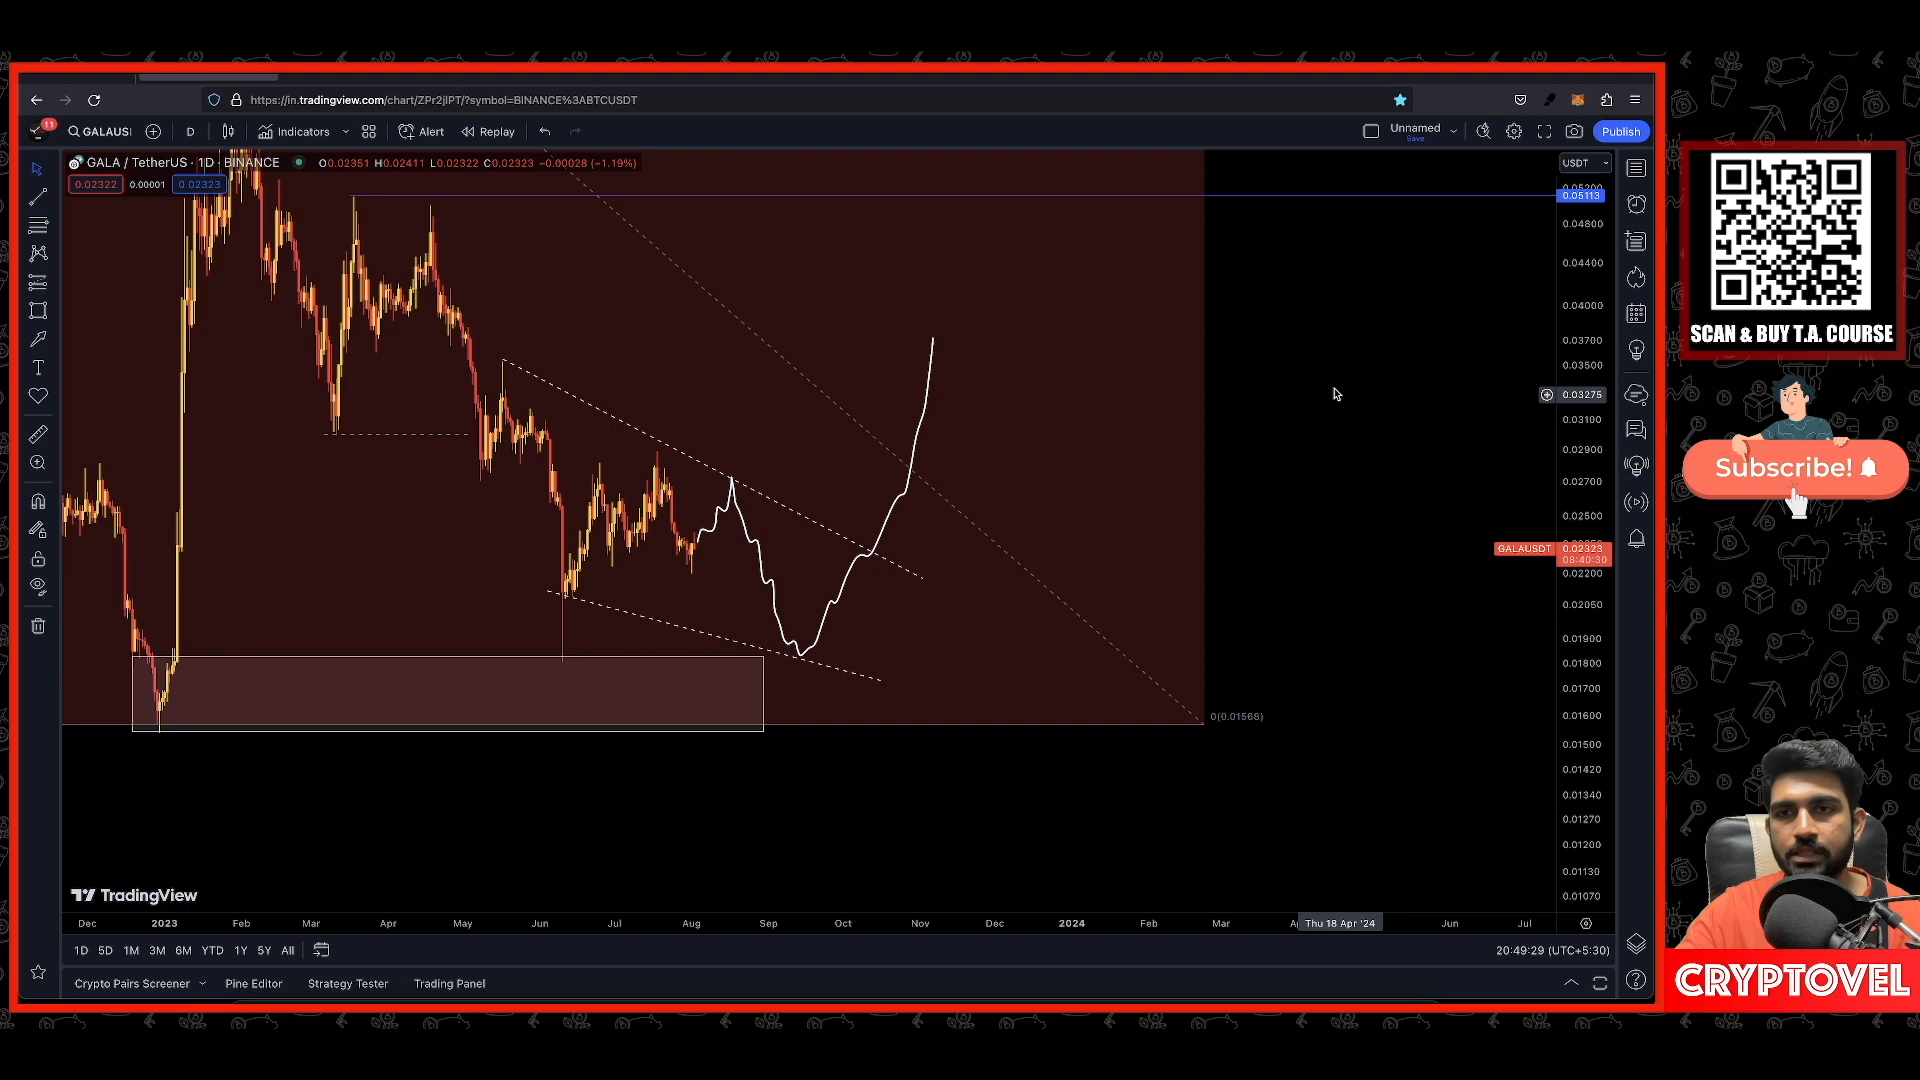 https://in.tradingview.com/chart/ZPr2jlPT/?symbol=BINANCE%3ABTCUSDT
11
GALAUSI
D
Indicators
Alert
Replay
Unnamed
Save
Publish
GALA / TetherUS · 1D · BINANCE
O0.02351 H0.02411 L0.02322 C0.02323 −0.00028 (−1.19%)
USDT
0.02322
0.00001
0.02323
0.05113
0.04800
0.04400
0.04000
0.03700
0.03500
0.03275
0.03100
0.02900
0.02700
0.02500
GALAUSDT 0.02323
08:40:30
0.02200
0.02050
0.01900
0.01800
0.01700
0(0.01568)
0.01600
0.01500
0.01420
0.01340
0.01270
0.01200
0.01130
0.01070
TradingView
Dec 2023 Feb Mar Apr May Jun Jul Aug Sep Oct Nov Dec 2024 Feb Mar Thu 18 Apr '24 Jun Jul
1D 5D 1M 3M 6M YTD 1Y 5Y All
20:49:29 (UTC+5:30)
Crypto Pairs Screener
Pine Editor
Strategy Tester
Trading Panel
SCAN & BUY T.A. COURSE
Subscribe!
CRYPTOVEL